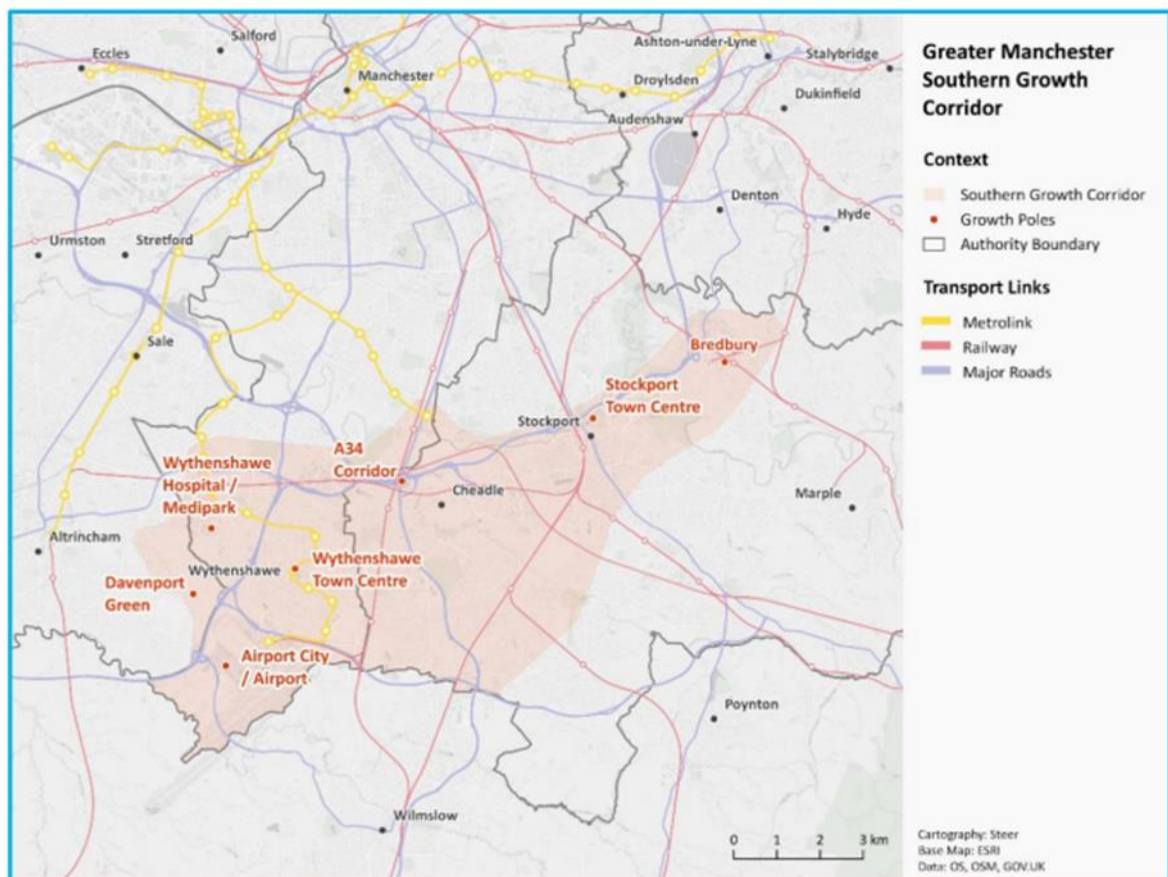 Eccles
Salford
Manchester
Ashton-under-Lyne
Stalybridge
Droylsden
Dukinfield
Audenshaw
Denton
Hyde
Urmston
Stretford
Sale
Bredbury
Stockport
Town Centre
Stockport
A34
Corridor
Wythenshawe
Hospital /
Medipark
Cheadle
Marple
Altrincham
Wythenshawe
Wythenshawe
Town Centre
Davenport
Green
Airport City
/ Airport
Poynton
Wilmslow
0 1 2 3 km
Greater Manchester
Southern Growth
Corridor
Context
Southern Growth Corridor
Growth Poles
Authority Boundary
Transport Links
Metrolink
Railway
Major Roads
Cartography: Steer
Base Map: ESRI
Data: OS, OSM, GOV.UK